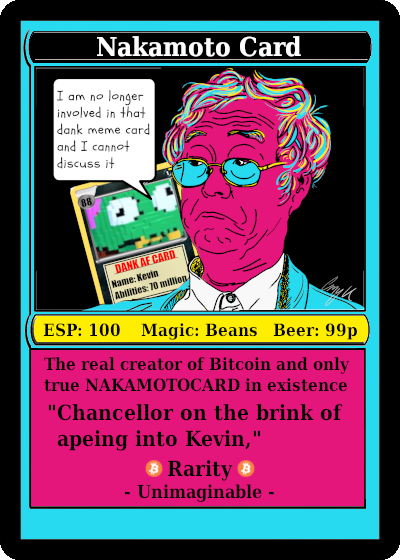 Nakamoto Card
I am no longer
involved in that
dank meme card
and I cannot
discuss it
88
DANK AF CARD
Name: Kevin
Abilities: 70 million
ESP: 100 Magic: Beans Beer: 99p
The real creator of Bitcoin and only
true NAKAMOTOCARD in existence
"Chancellor on the brink of
apeing into Kevin,"
Rarity
- Unimaginable -